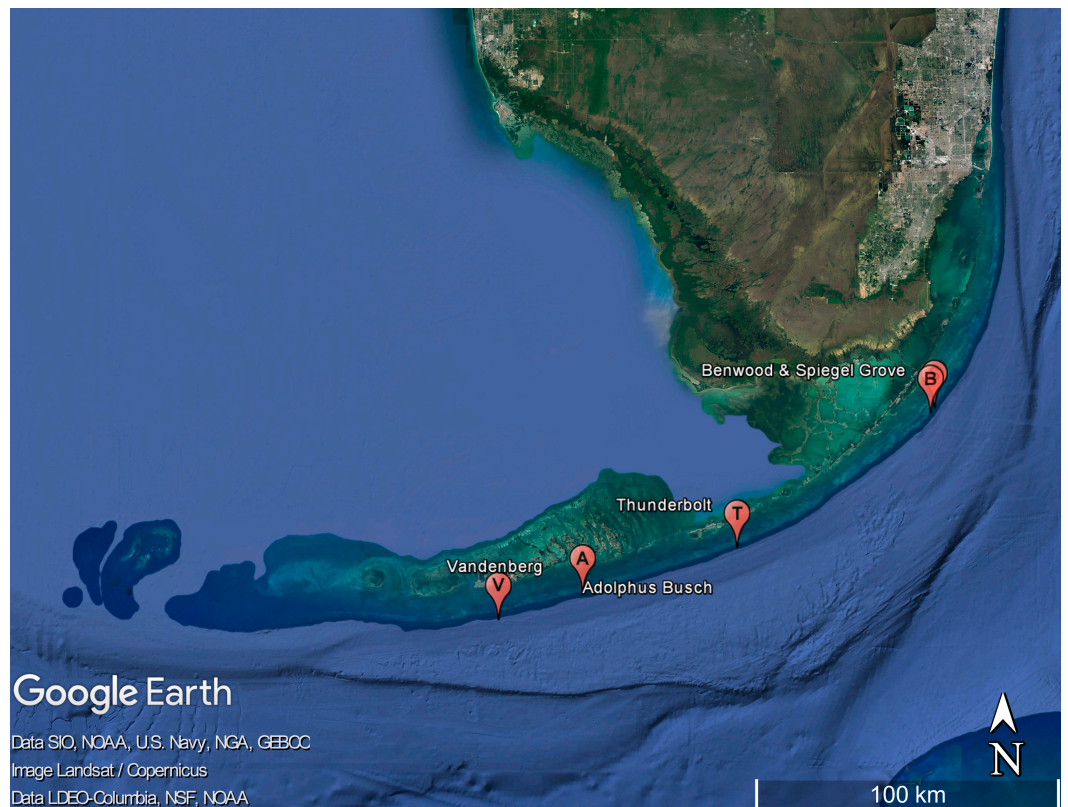 Benwood & Spiegel Grove
B
Thunderbolt
T
Vandenberg
V
A
Adolphus Busch
Google Earth
Data SIO, NOAA, U.S. Navy, NGA, GEBCO
Image Landsat / Copernicus
Data LDEO-Columbia, NSF, NOAA
N
100 km